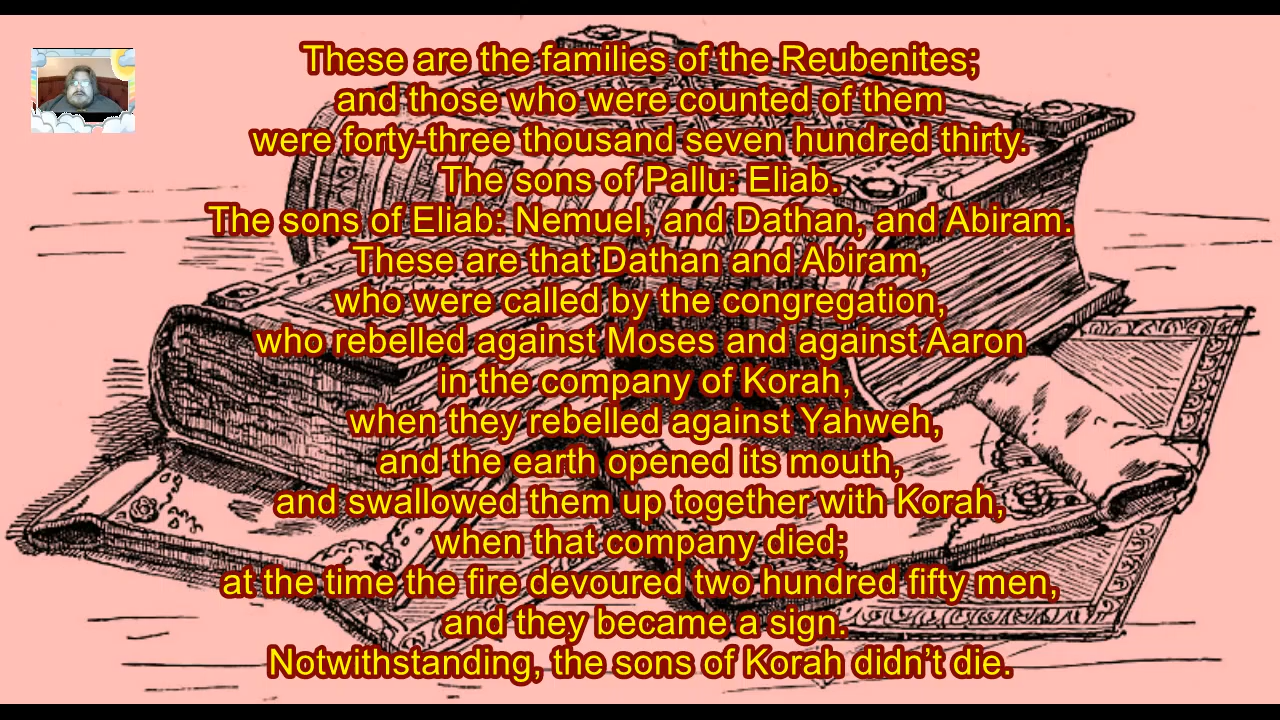 These are the families of the Reubenites;
and those who were counted of them
were forty-three thousand seven hundred thirty.
The sons of Pallu: Eliab.
The sons of Eliab: Nemuel, and Dathan, and Abiram.
These are that Dathan and Abiram,
who were called by the congregation,
who rebelled against Moses and against Aaron
in the company of Korah,
when they rebelled against Yahweh,
and the earth opened its mouth,
and swallowed them up together with Korah,
when that company died;
at the time the fire devoured two hundred fifty men,
and they became a sign.
Notwithstanding, the sons of Korah didn’t die.